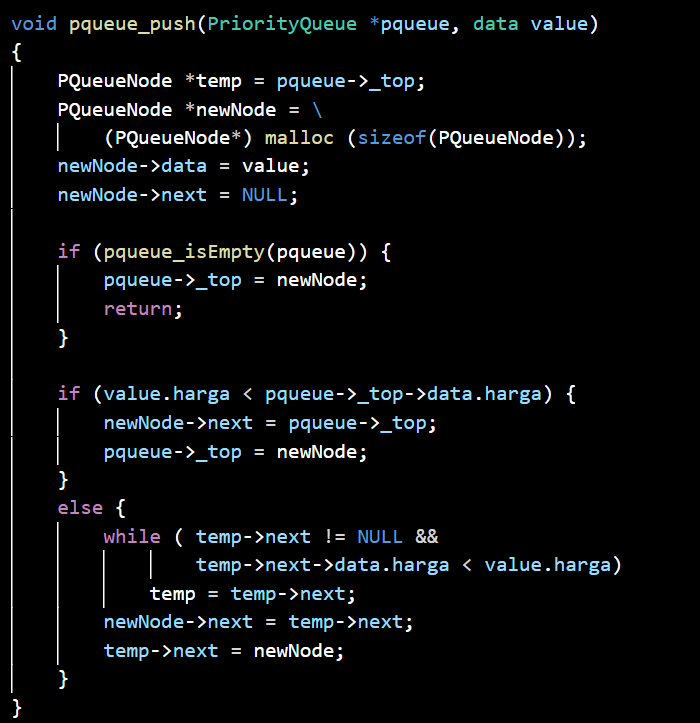 void pqueue_push(PriorityQueue *pqueue, data value)
{
    PQueueNode *temp = pqueue->_top;
    PQueueNode *newNode = \
        (PQueueNode*) malloc (sizeof(PQueueNode));
    newNode->data = value;
    newNode->next = NULL;

    if (pqueue_isEmpty(pqueue)) {
        pqueue->_top = newNode;
        return;
    }

    if (value.harga < pqueue->_top->data.harga) {
        newNode->next = pqueue->_top;
        pqueue->_top = newNode;
    }
    else {
        while ( temp->next != NULL &&
                temp->next->data.harga < value.harga)
            temp = temp->next;
        newNode->next = temp->next;
        temp->next = newNode;
    }
}